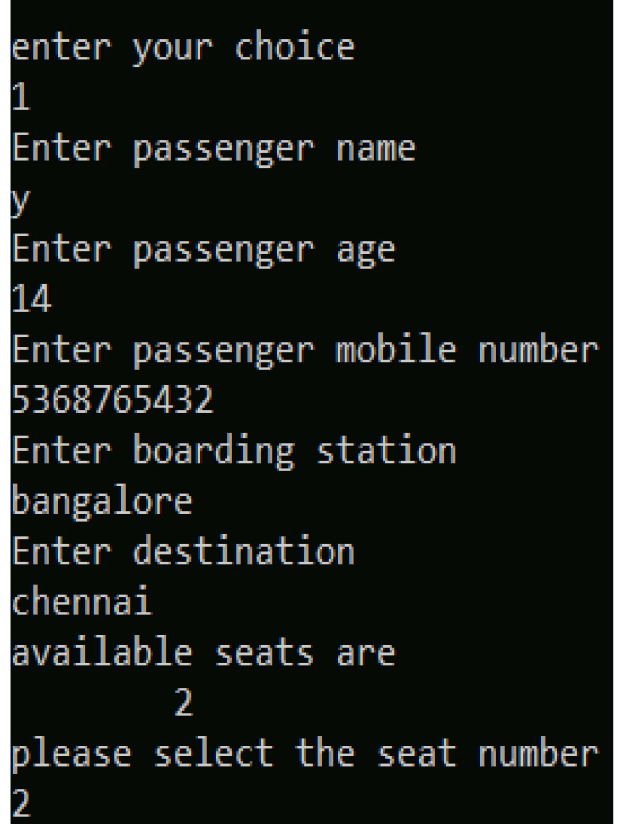 enter your choice
1
Enter passenger name
y
Enter passenger age
14
Enter passenger mobile number
5368765432
Enter boarding station
bangalore
Enter destination
chennai
available seats are
2
please select the seat number
2